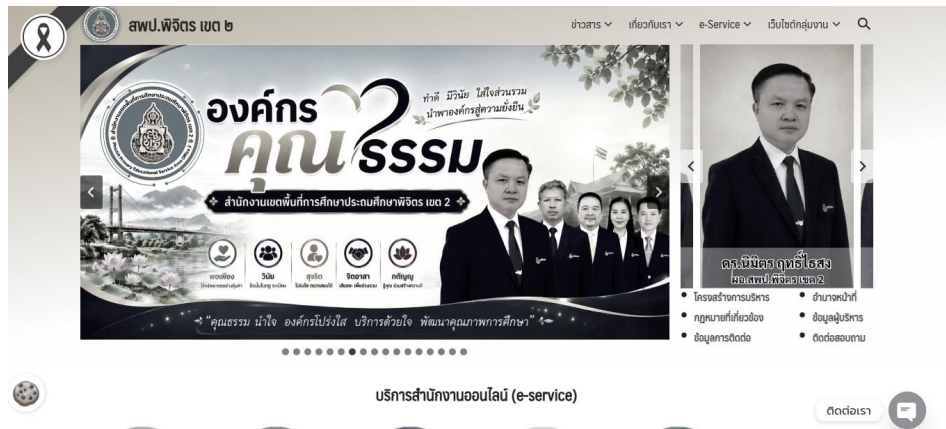 สพป.พิจิตร เขต ๒
ข่าวสาร
เกี่ยวกับเรา
e-Service
เว็บไซต์กลุ่มงาน
องค์กร
คุณธรรม
ทำดี มีวินัย ใส่ใจส่วนรวม
นำพาองค์กรสู่ความยั่งยืน
สำนักงานเขตพื้นที่การศึกษาประถมศึกษาพิจิตร เขต 2
พอเพียง
วินัย
สุจริต
จิตอาสา
กตัญญู
"คุณธรรม นำใจ องค์กรโปร่งใส บริการด้วยใจ พัฒนาคุณภาพการศึกษา"
ดร.นิมิตร ฤทธิ์ไธสง
ผอ.สพป.พิจิตร เขต 2
โครงสร้างการบริหาร
อำนาจหน้าที่
กฎหมายที่เกี่ยวข้อง
ข้อมูลผู้บริหาร
ข้อมูลการติดต่อ
ติดต่อสอบถาม
บริการสำนักงานออนไลน์ (e-service)
ติดต่อเรา